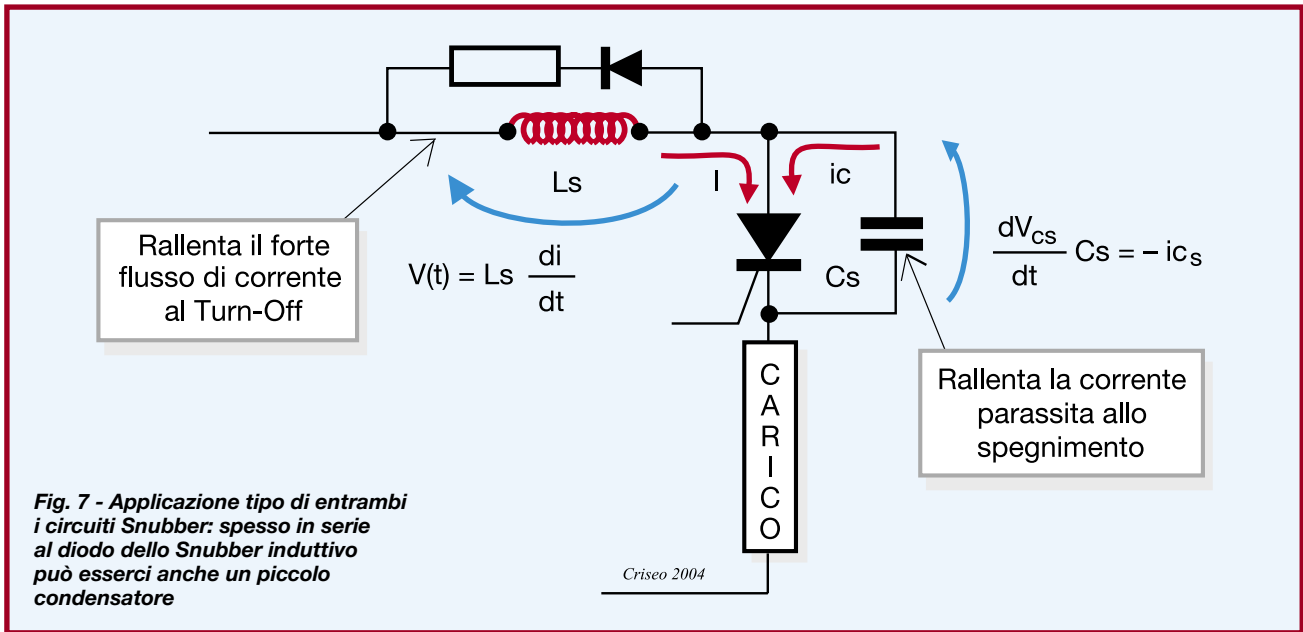 Ls
I
ic
Rallenta il forte
flusso di corrente
al Turn-Off
V(t) = Ls di/dt
Cs
dVcs/dt Cs = – ics
Rallenta la corrente
parassita allo
spegnimento
CARICO
Fig. 7 - Applicazione tipo di entrambi
i circuiti Snubber: spesso in serie
al diodo dello Snubber induttivo
può esserci anche un piccolo
condensatore
Criseo 2004